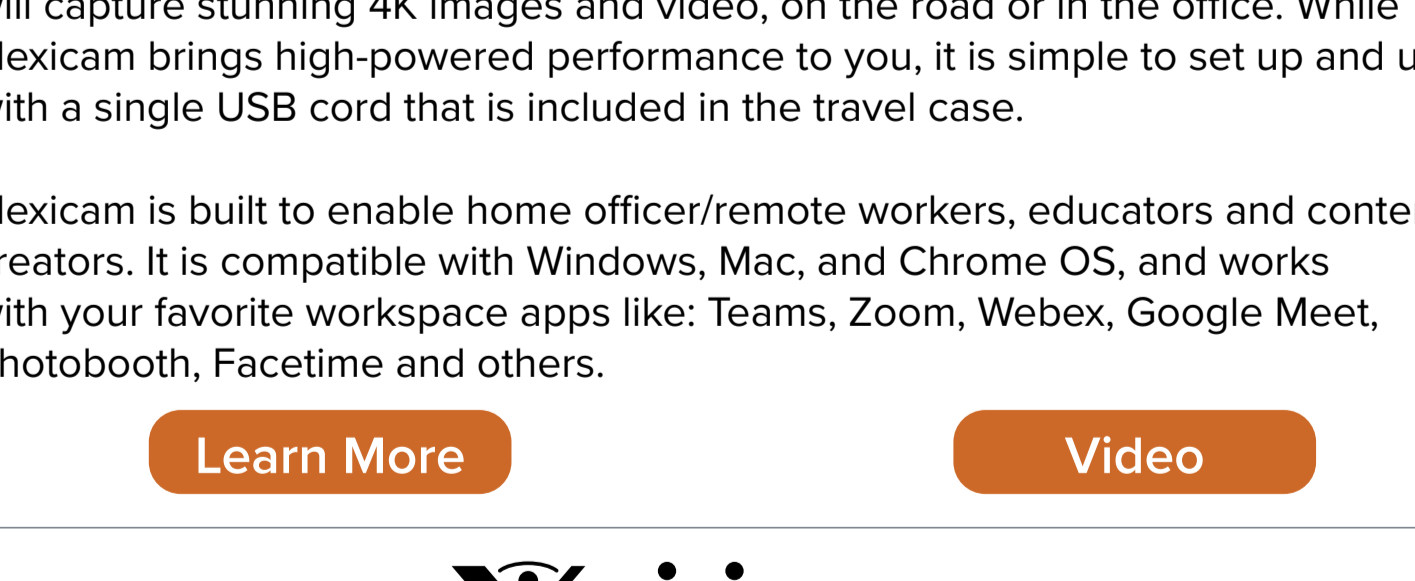 will capture stunning 4K images and video, on the road or in the office. While
lexicam brings high-powered performance to you, it is simple to set up and u
with a single USB cord that is included in the travel case.
lexicam is built to enable home officer/remote workers, educators and conte
reators. It is compatible with Windows, Mac, and Chrome OS, and works
with your favorite workspace apps like: Teams, Zoom, Webex, Google Meet,
hotobooth, Facetime and others.
Learn More
Video